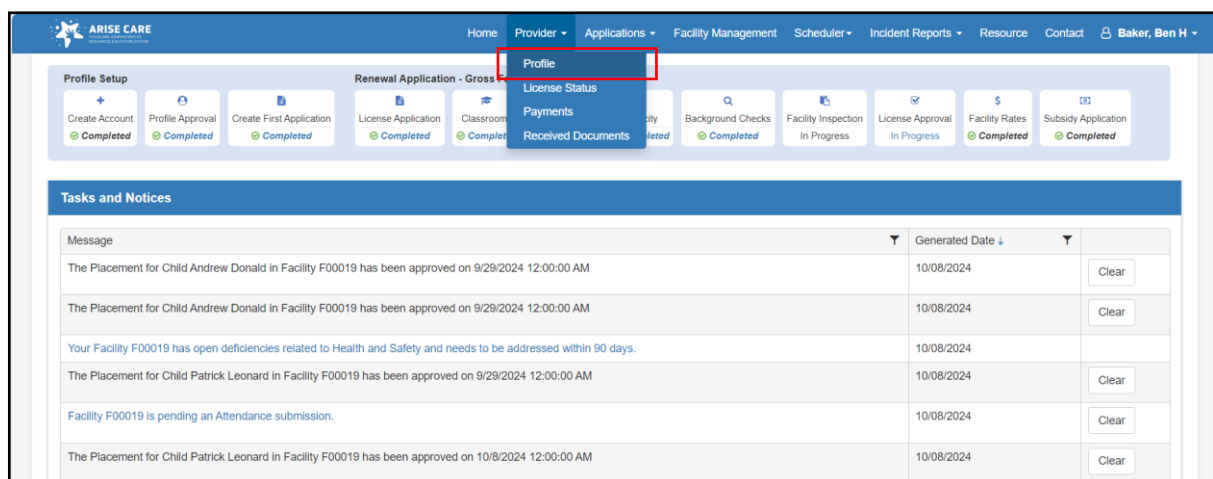 ARISE CARE
Home Provider Applications Facility Management Scheduler Incident Reports Resource Contact Baker, Ben H
Profile
License Status
Payments
Received Documents
Profile Setup
Create Account
Completed
Profile Approval
Completed
Create First Application
Completed
Renewal Application - Gross
License Application
Completed
Classroom
Complet
ity
leted
Background Checks
Completed
Facility Inspection
In Progress
License Approval
In Progress
Facility Rates
Completed
Subsidy Application
Completed
Tasks and Notices
Message Generated Date ↓
The Placement for Child Andrew Donald in Facility F00019 has been approved on 9/29/2024 12:00:00 AM 10/08/2024 Clear
The Placement for Child Andrew Donald in Facility F00019 has been approved on 9/29/2024 12:00:00 AM 10/08/2024 Clear
Your Facility F00019 has open deficiencies related to Health and Safety and needs to be addressed within 90 days. 10/08/2024
The Placement for Child Patrick Leonard in Facility F00019 has been approved on 9/29/2024 12:00:00 AM 10/08/2024 Clear
Facility F00019 is pending an Attendance submission. 10/08/2024 Clear
The Placement for Child Patrick Leonard in Facility F00019 has been approved on 10/8/2024 12:00:00 AM 10/08/2024 Clear